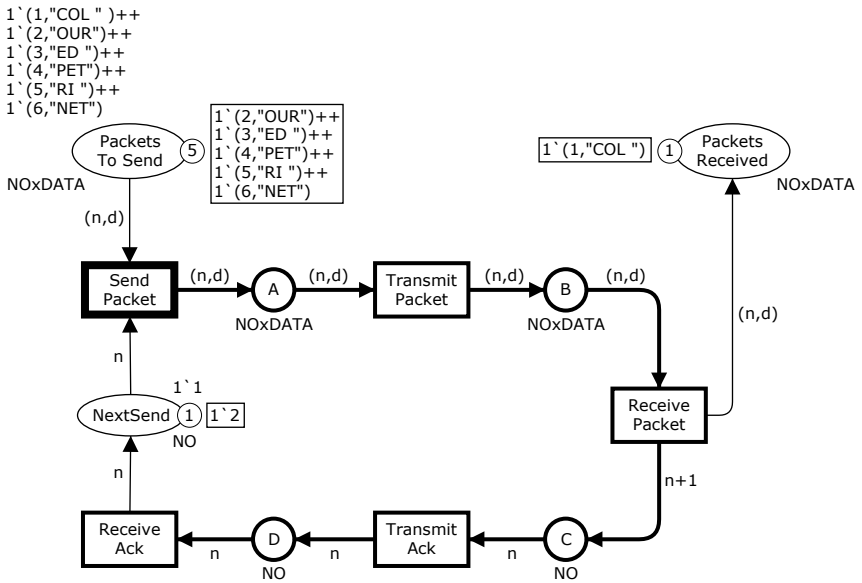 1`(1,"COL " )++
1`(2,"OUR")++
1`(3,"ED ")++
1`(4,"PET")++
1`(5,"RI ")++
1`(6,"NET")
Packets
To Send
5
1`(2,"OUR")++
1`(3,"ED ")++
1`(4,"PET")++
1`(5,"RI ")++
1`(6,"NET")
NOxDATA
1`(1,"COL ")
1
Packets
Received
NOxDATA
(n,d)
Send
Packet
(n,d)
A
NOxDATA
(n,d)
Transmit
Packet
(n,d)
B
NOxDATA
(n,d)
(n,d)
n
1`1
NextSend
1
1`2
NO
Receive
Packet
n
n+1
Receive
Ack
n
D
NO
n
Transmit
Ack
n
C
NO